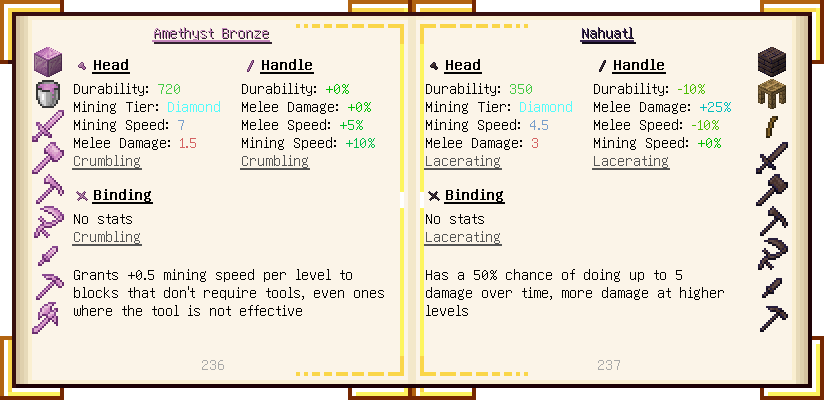 Amethyst Bronze
Head
Durability: 720
Mining Tier: Diamond
Mining Speed: 7
Melee Damage: 1.5
Crumbling
Handle
Durability: +0%
Melee Damage: +0%
Melee Speed: +5%
Mining Speed: +10%
Crumbling
Binding
No stats
Crumbling
Grants +0.5 mining speed per level to
blocks that don't require tools, even ones
where the tool is not effective
236
Nahuatl
Head
Durability: 350
Mining Tier: Diamond
Mining Speed: 4.5
Melee Damage: 3
Lacerating
Handle
Durability: -10%
Melee Damage: +25%
Melee Speed: -10%
Mining Speed: +0%
Lacerating
Binding
No stats
Lacerating
Has a 50% chance of doing up to 5
damage over time, more damage at higher
levels
237